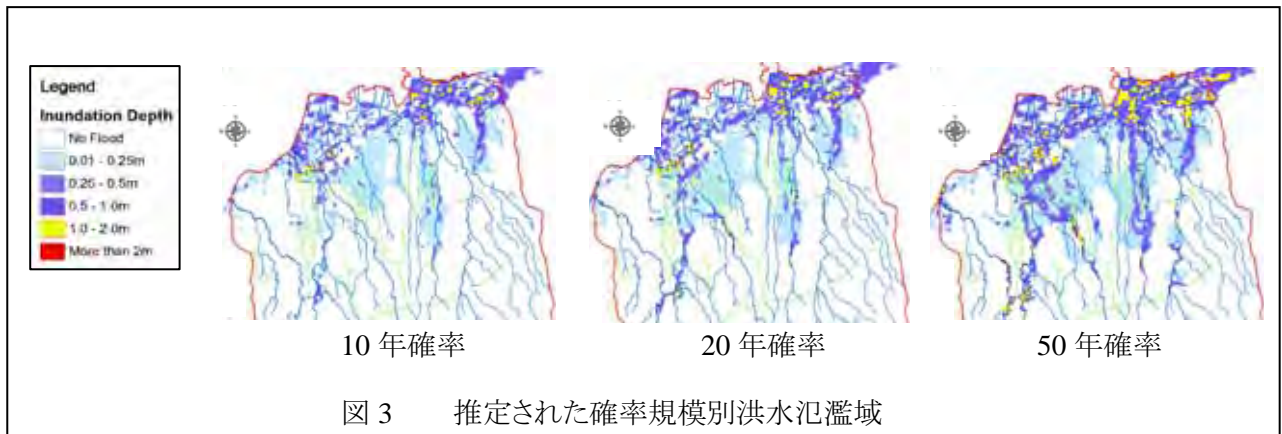 Legend
Inundation Depth
No Flood
0.01 - 0.25m
0.25 - 0.5m
0.5 - 1.0m
1.0 - 2.0m
More than 2m
10 年確率
20 年確率
50 年確率
図 3 推定された確率規模別洪水氾濫域